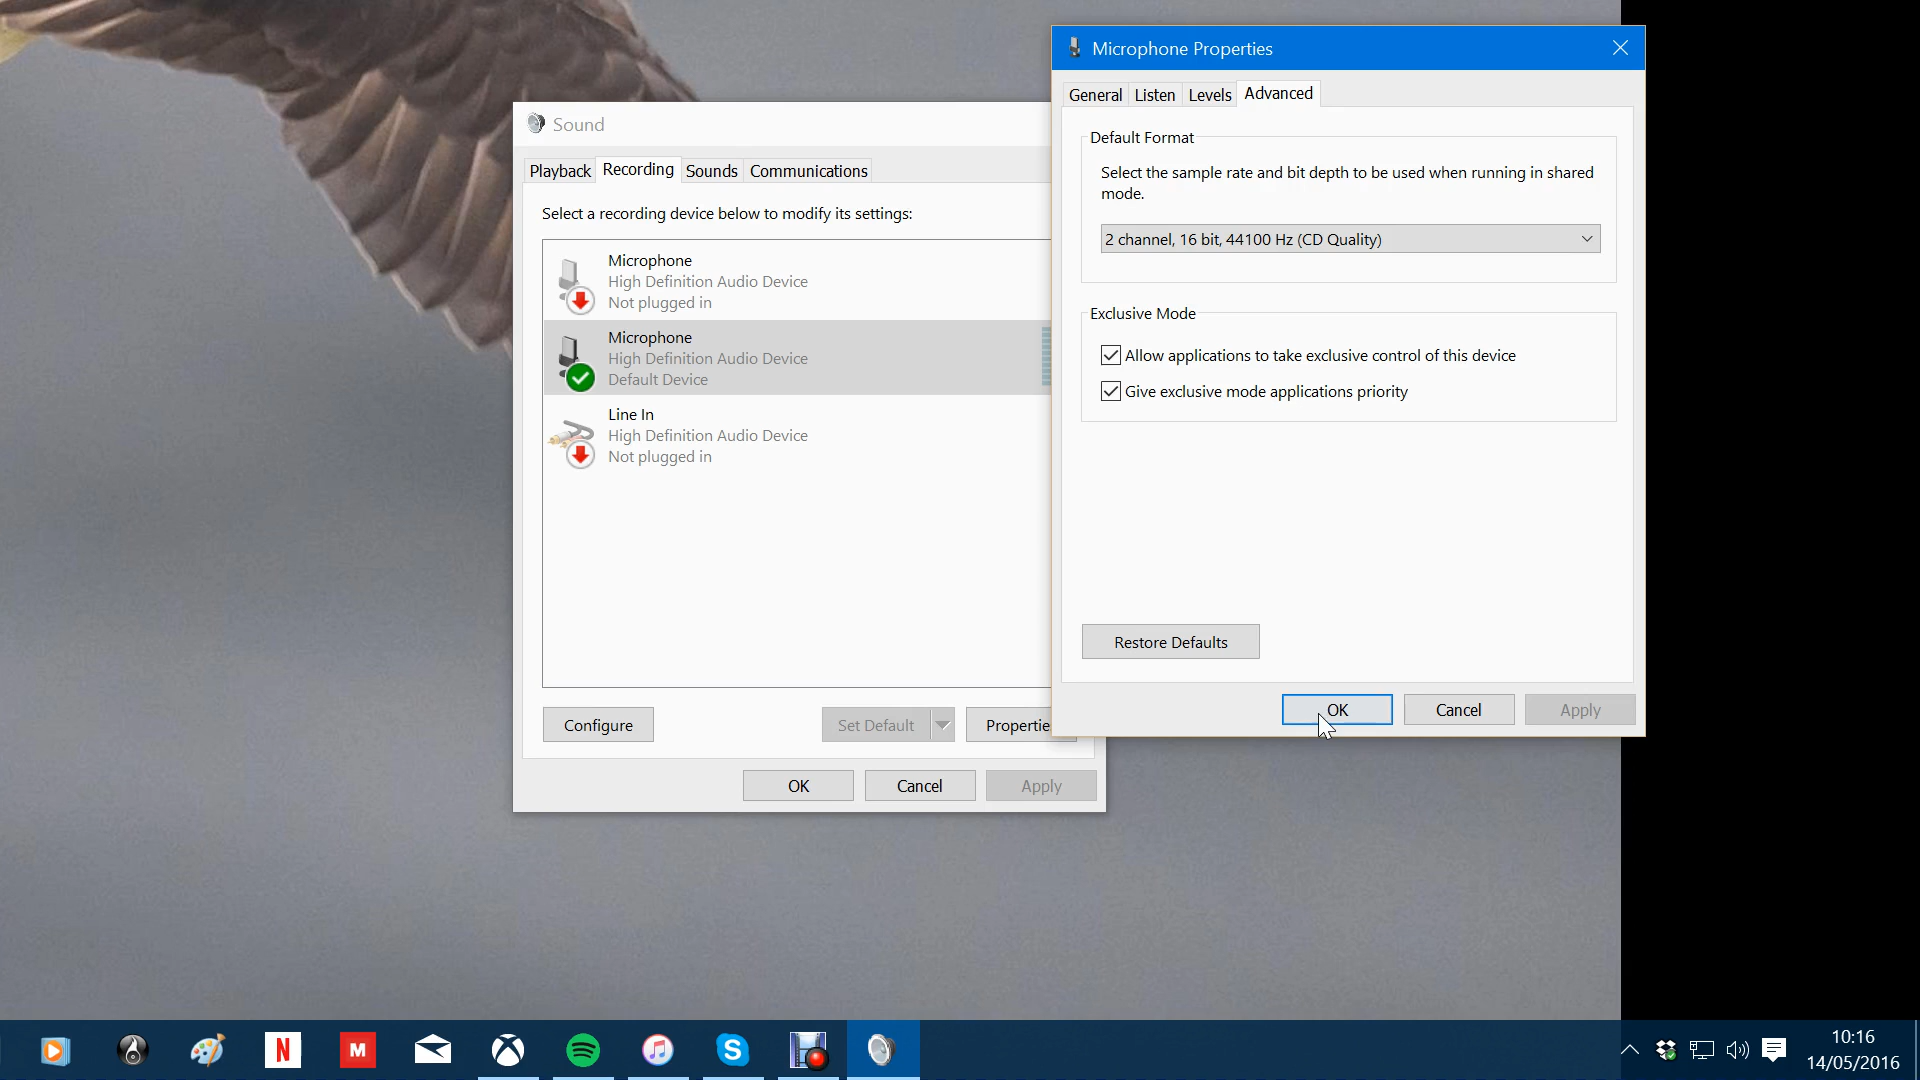 Sound
Playback
Recording
Sounds
Communications
Select a recording device below to modify its settings:
Microphone
High Definition Audio Device
Not plugged in
Microphone
High Definition Audio Device
Default Device
Line In
High Definition Audio Device
Not plugged in
Configure
Set Default
Propertie
OK
Cancel
Apply
Microphone Properties
General
Listen
Levels
Advanced
Default Format
Select the sample rate and bit depth to be used when running in shared
mode.
2 channel, 16 bit, 44100 Hz (CD Quality)
Exclusive Mode
Allow applications to take exclusive control of this device
Give exclusive mode applications priority
Restore Defaults
OK
Cancel
Apply
N
M
S
10:16
14/05/2016